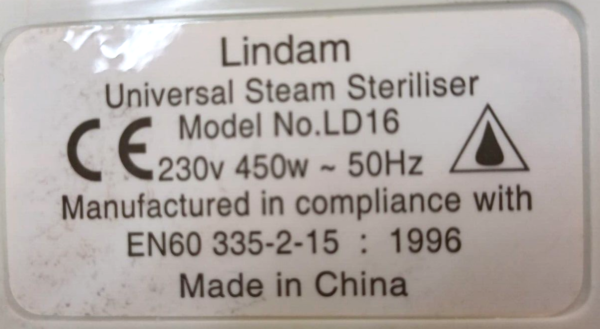 Lindam
Universal Steam Steriliser
Model No.LD16
CE 230v 450w ~ 50Hz
Manufactured in compliance with
EN60 335-2-15 : 1996
Made in China